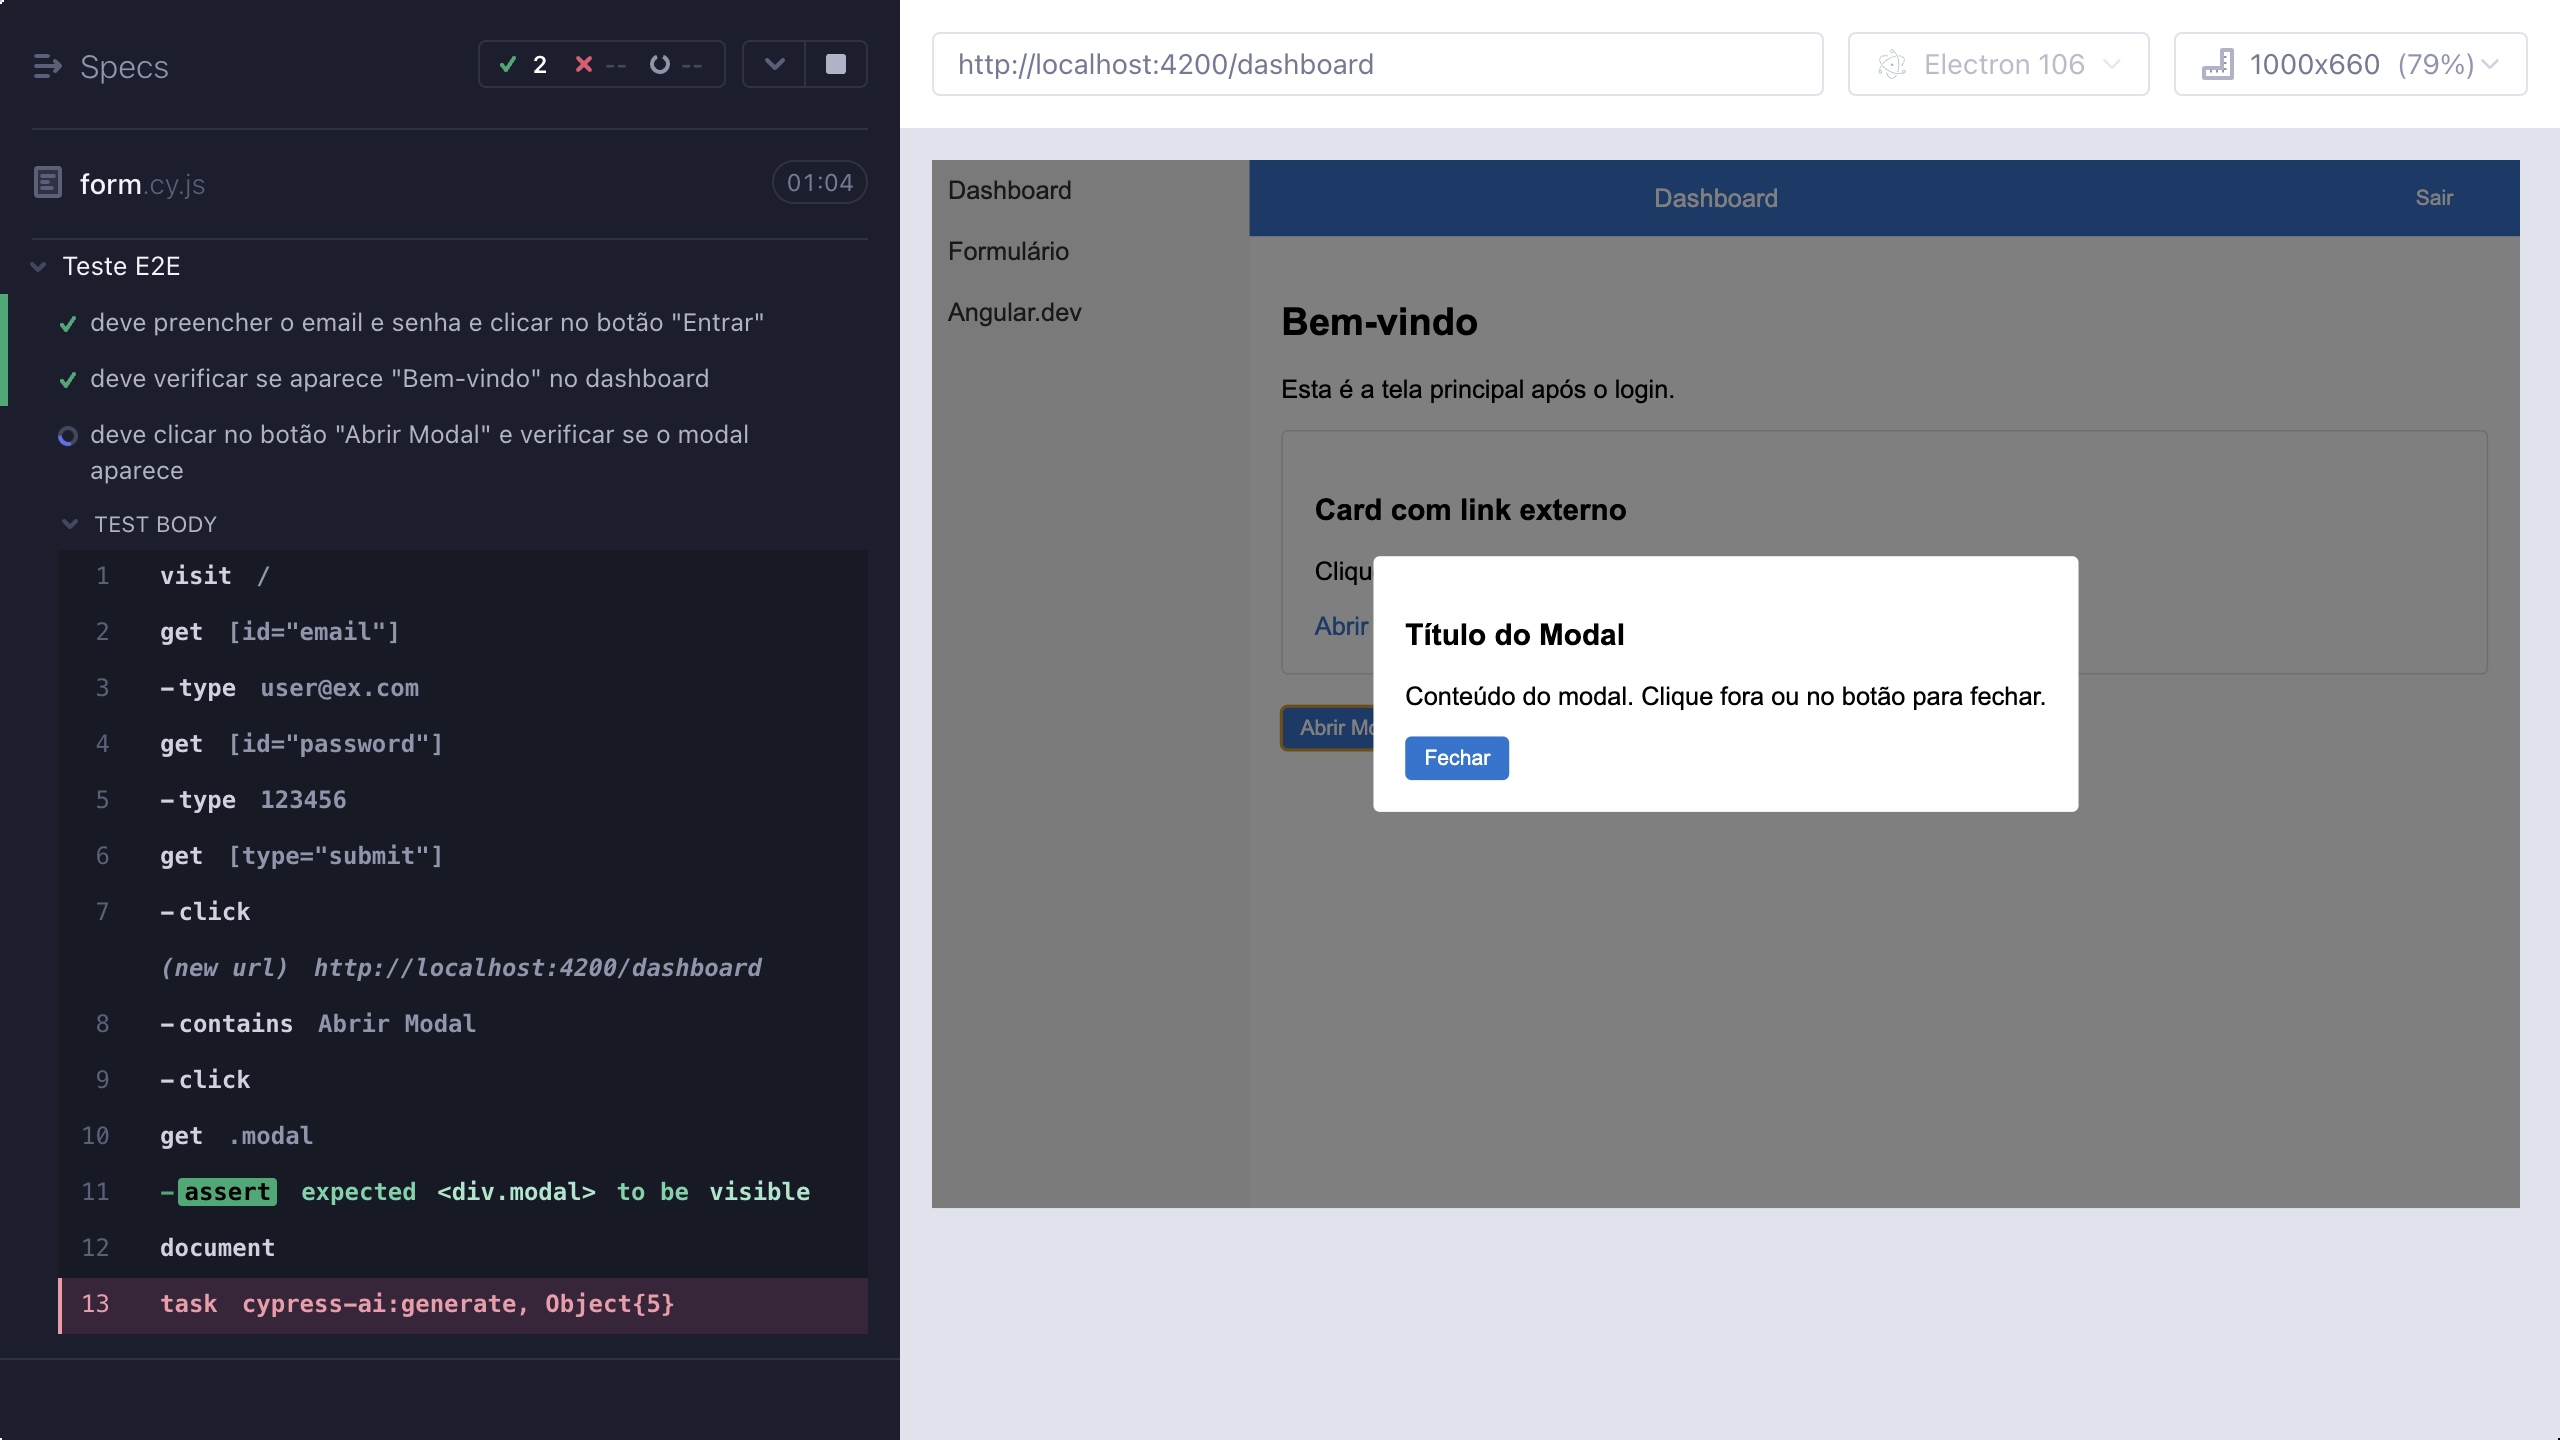 Specs
2 -- --
form.cy.js 01:04
Teste E2E
deve preencher o email e senha e clicar no botão "Entrar"
deve verificar se aparece "Bem-vindo" no dashboard
deve clicar no botão "Abrir Modal" e verificar se o modal
aparece
TEST BODY
1 visit /
2 get [id="email"]
3 -type user@ex.com
4 get [id="password"]
5 -type 123456
6 get [type="submit"]
7 -click
(new url) http://localhost:4200/dashboard
8 -contains Abrir Modal
9 -click
10 get .modal
11 -assert expected <div.modal> to be visible
12 document
13 task cypress-ai:generate, Object{5}
http://localhost:4200/dashboard
Electron 106
1000x660 (79%)
Dashboard
Formulário
Angular.dev
Dashboard
Sair
Bem-vindo
Esta é a tela principal após o login.
Card com link externo
Abrir
Abrir
Título do Modal
Conteúdo do modal. Clique fora ou no botão para fechar.
Fechar